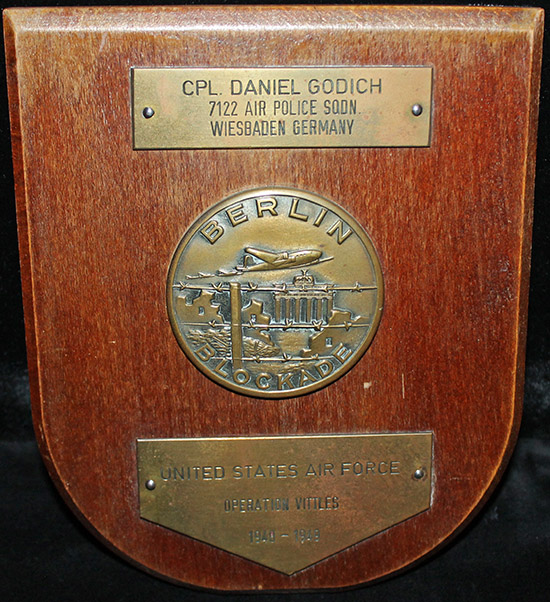 CPL. DANIEL GODICH
7122 AIR POLICE SQDN.
WIESBADEN GERMANY
BERLIN
BLOCKADE
UNITED STATES AIR FORCE
OPERATION VITTLES
1948 - 1949